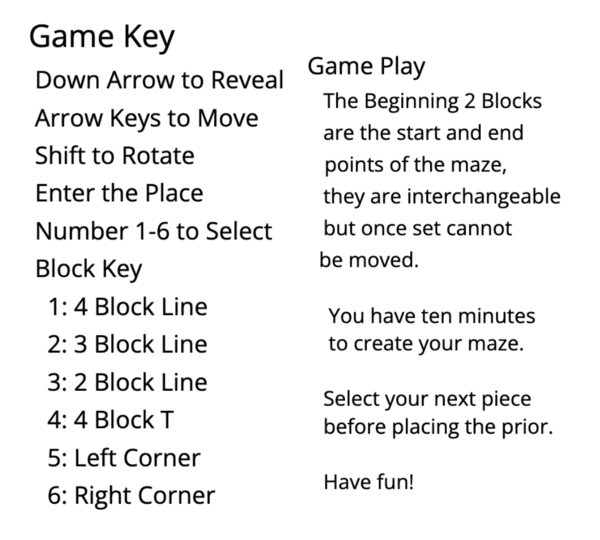 Game Key
Down Arrow to Reveal
Arrow Keys to Move
Shift to Rotate
Enter the Place
Number 1-6 to Select
Block Key
1: 4 Block Line
2: 3 Block Line
3: 2 Block Line
4: 4 Block T
5: Left Corner
6: Right Corner
Game Play
The Beginning 2 Blocks
are the start and end
points of the maze,
they are interchangeable
but once set cannot
be moved.
You have ten minutes
to create your maze.
Select your next piece
before placing the prior.
Have fun!